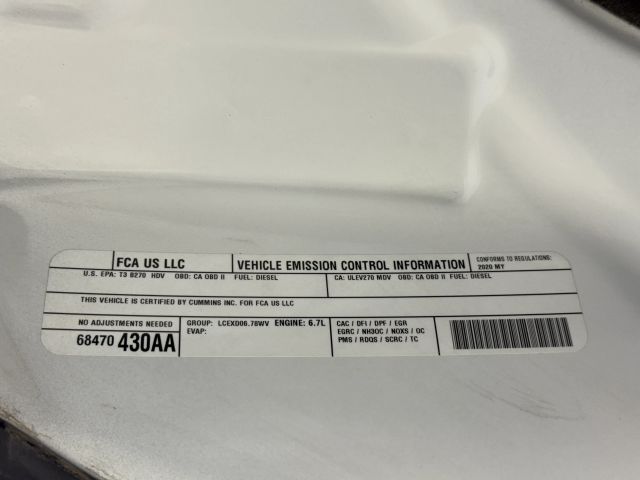 FCA US LLC
VEHICLE EMISSION CONTROL INFORMATION
CONFORMS TO REGULATIONS:
2020 MY
U.S. EPA: T3 B270 HDV OBD: CA OBD II FUEL: DIESEL
CA: ULEV270 MDV OBD: CA OBD II FUEL: DIESEL
THIS VEHICLE IS CERTIFIED BY CUMMINS INC. FOR FCA US LLC
NO ADJUSTMENTS NEEDED
68470 430AA
GROUP: LCEXD06.78WV ENGINE: 6.7L
EVAP:
CAC / DFI / DPF / EGR
EGRC / NH3OC / NOXS / OC
PMS / RDQS / SCRC / TC